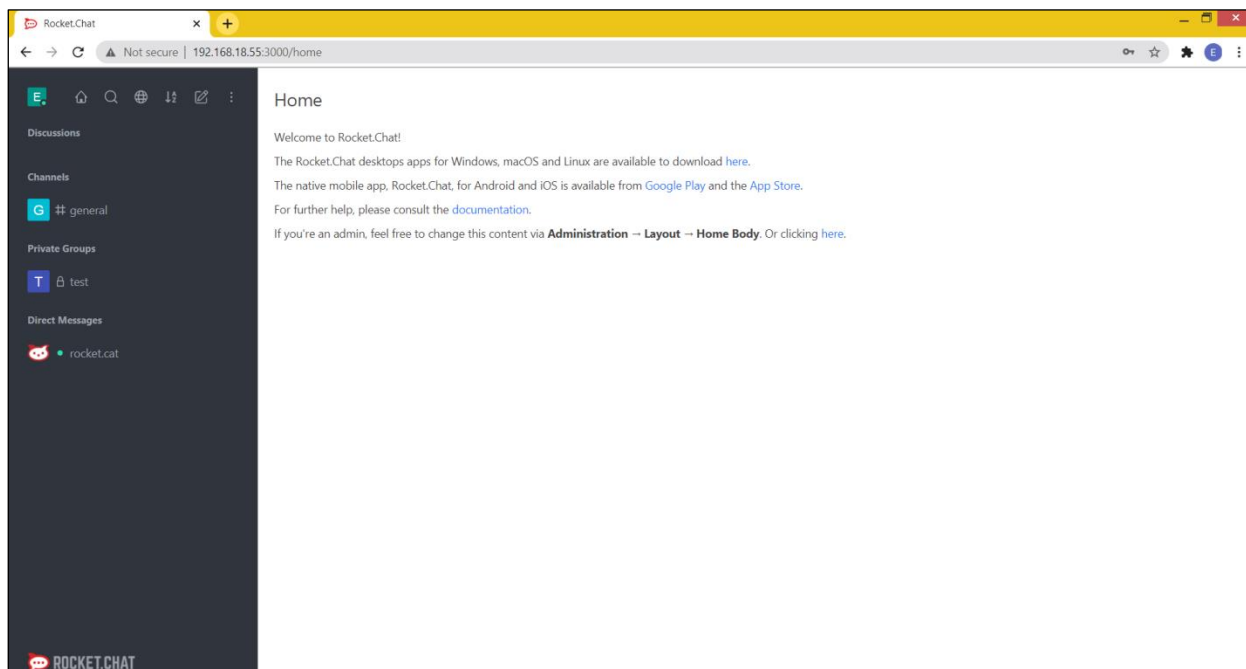 Rocket.Chat
Not secure | 192.168.18.55:3000/home
E
E
Discussions
Channels
G # general
Private Groups
T test
Direct Messages
rocket.cat
ROCKET.CHAT
Home
Welcome to Rocket.Chat!
The Rocket.Chat desktops apps for Windows, macOS and Linux are available to download here.
The native mobile app, Rocket.Chat, for Android and iOS is available from Google Play and the App Store.
For further help, please consult the documentation.
If you're an admin, feel free to change this content via Administration → Layout → Home Body. Or clicking here.